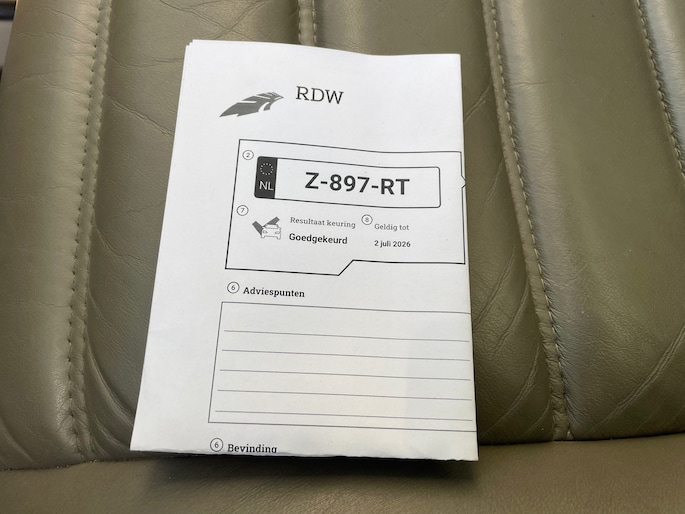 RDW
2
NL
Z-897-RT
7
Resultaat keuring
8
Geldig tot
Goedgekeurd
2 juli 2026
6 Adviespunten
6 Bevinding